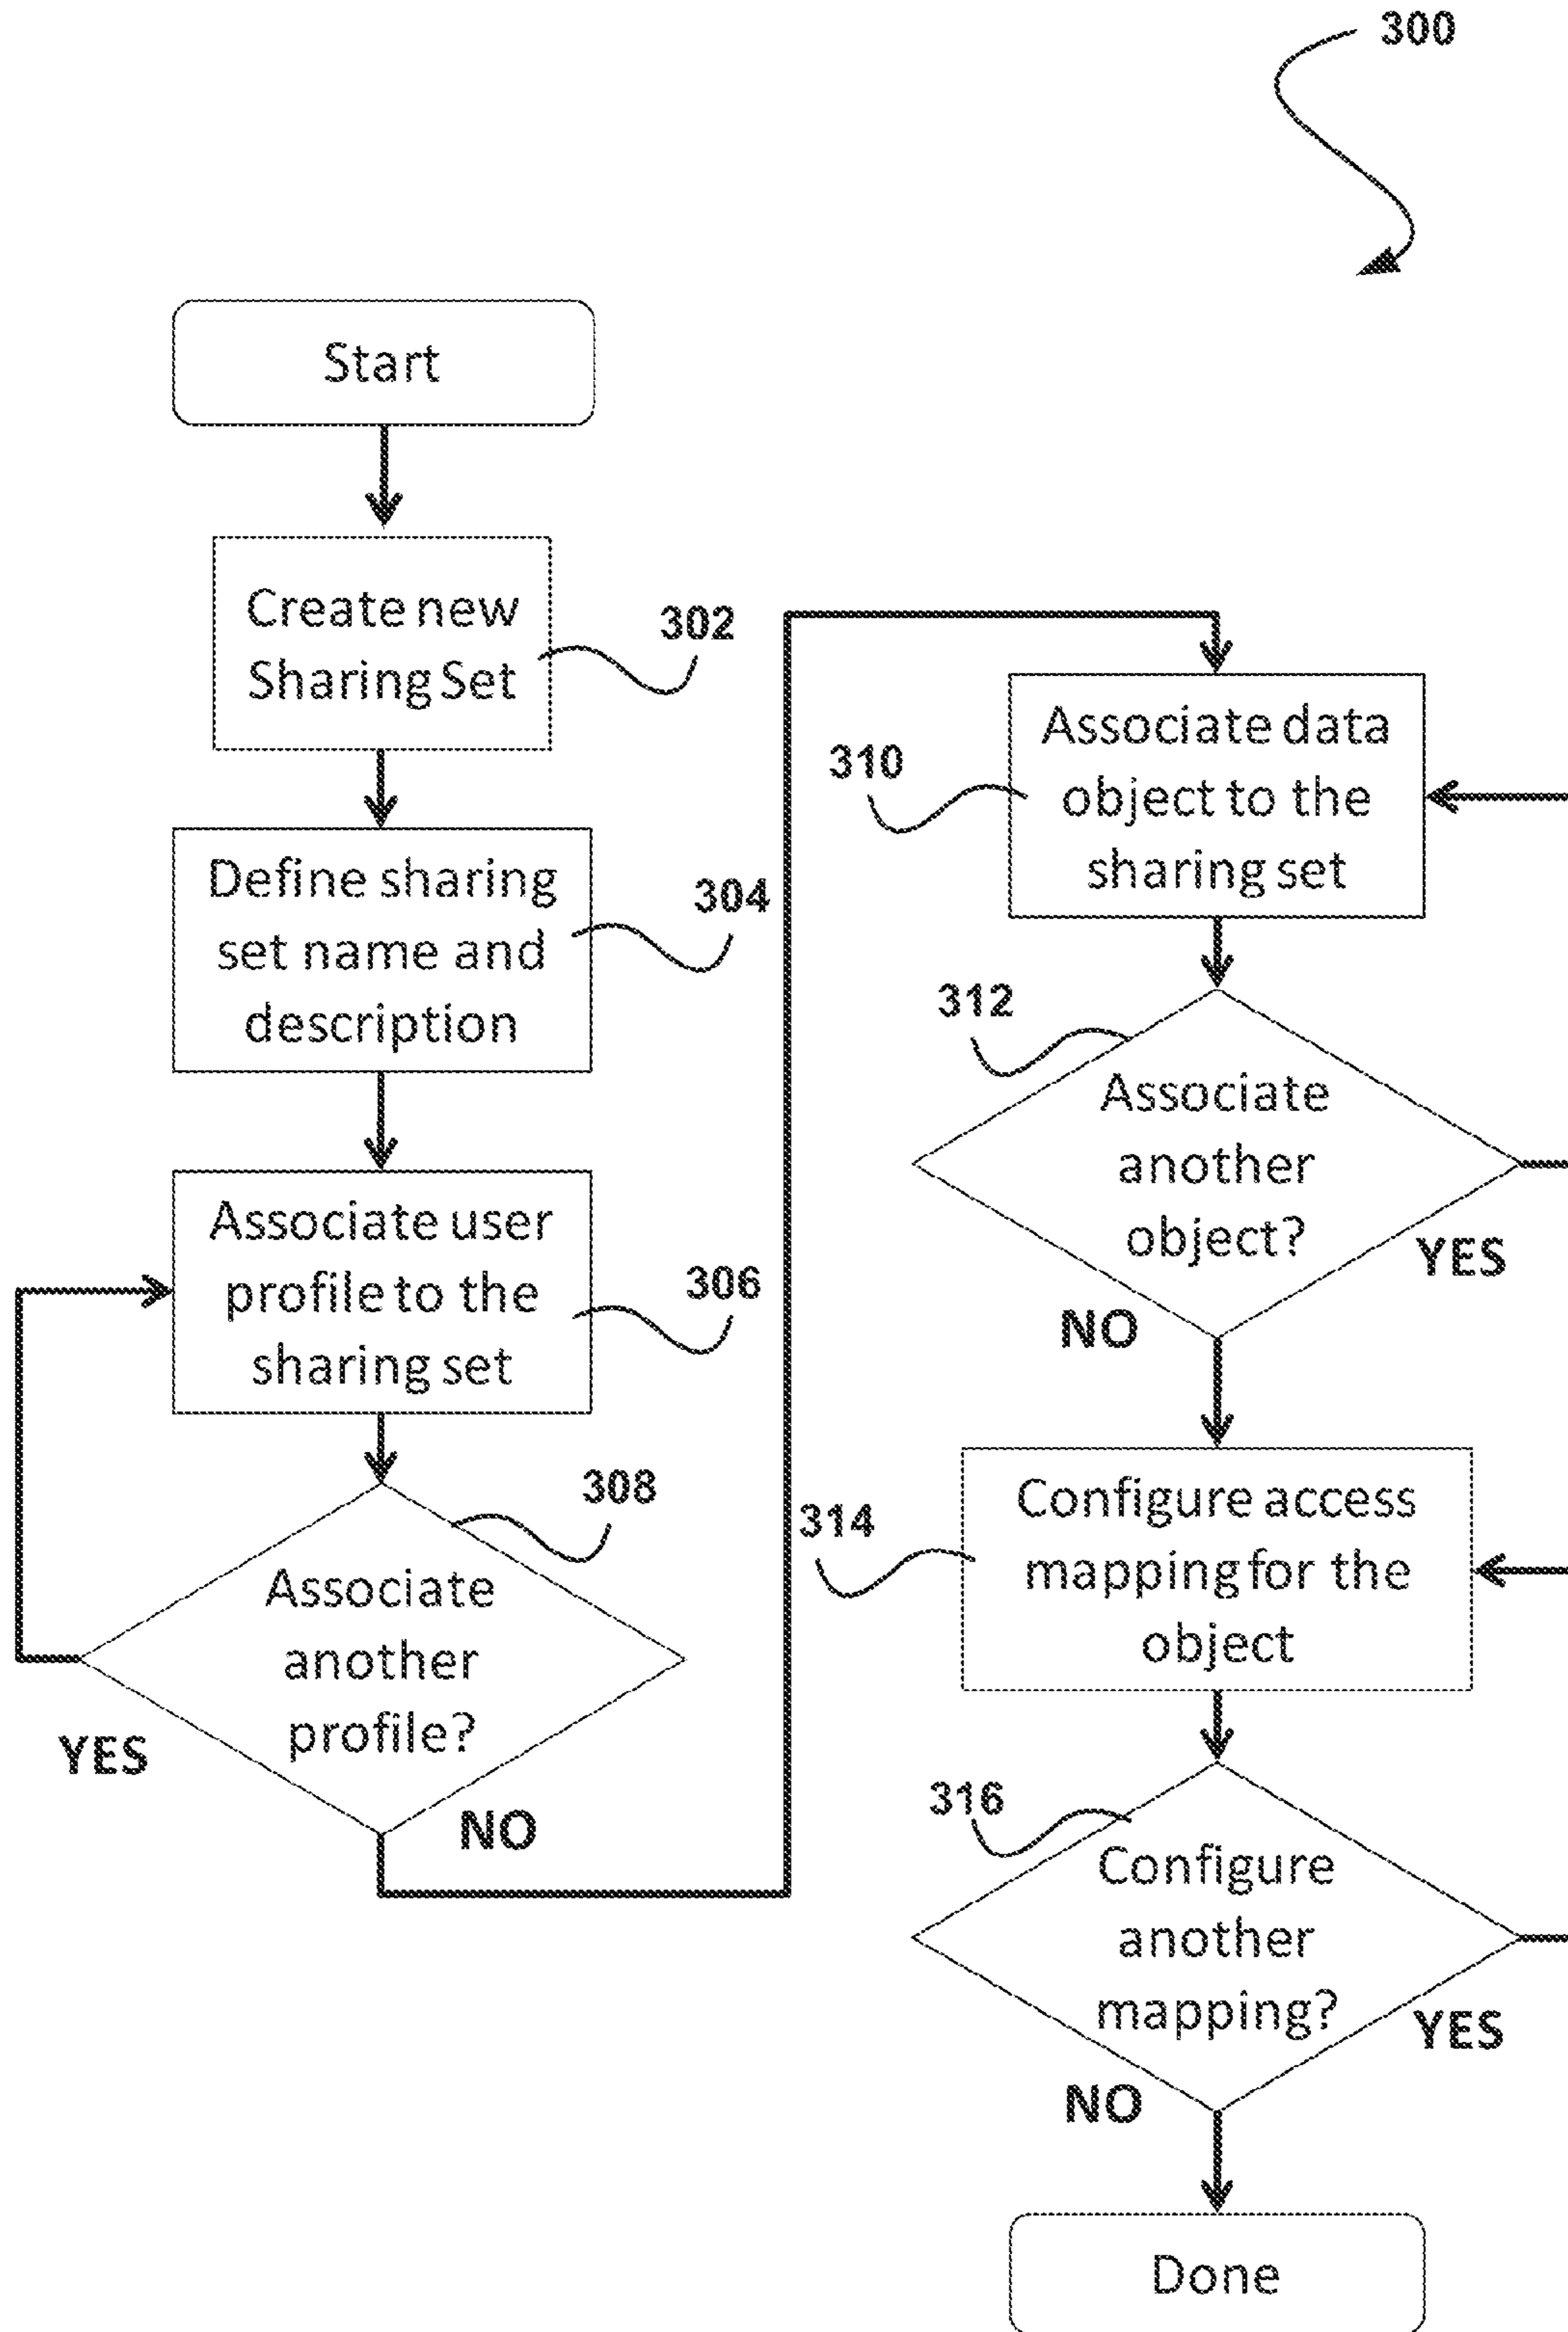 300
Start
Create new
Sharing Set
302
Define sharing
set name and
description
304
Associate user
profile to the
sharing set
306
Associate
another
profile?
308
YES
NO
Associate data
object to the
sharing set
310
Associate
another
object?
312
YES
NO
Configure access
mapping for the
object
314
Configure
another
mapping?
316
YES
NO
Done